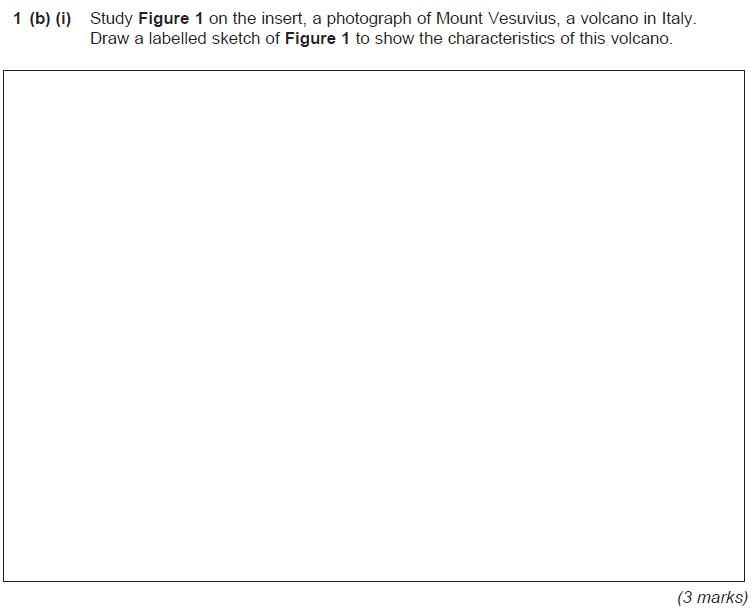 1 (b) (i) Study Figure 1 on the insert, a photograph of Mount Vesuvius, a volcano in Italy.
Draw a labelled sketch of Figure 1 to show the characteristics of this volcano.
(3 marks)